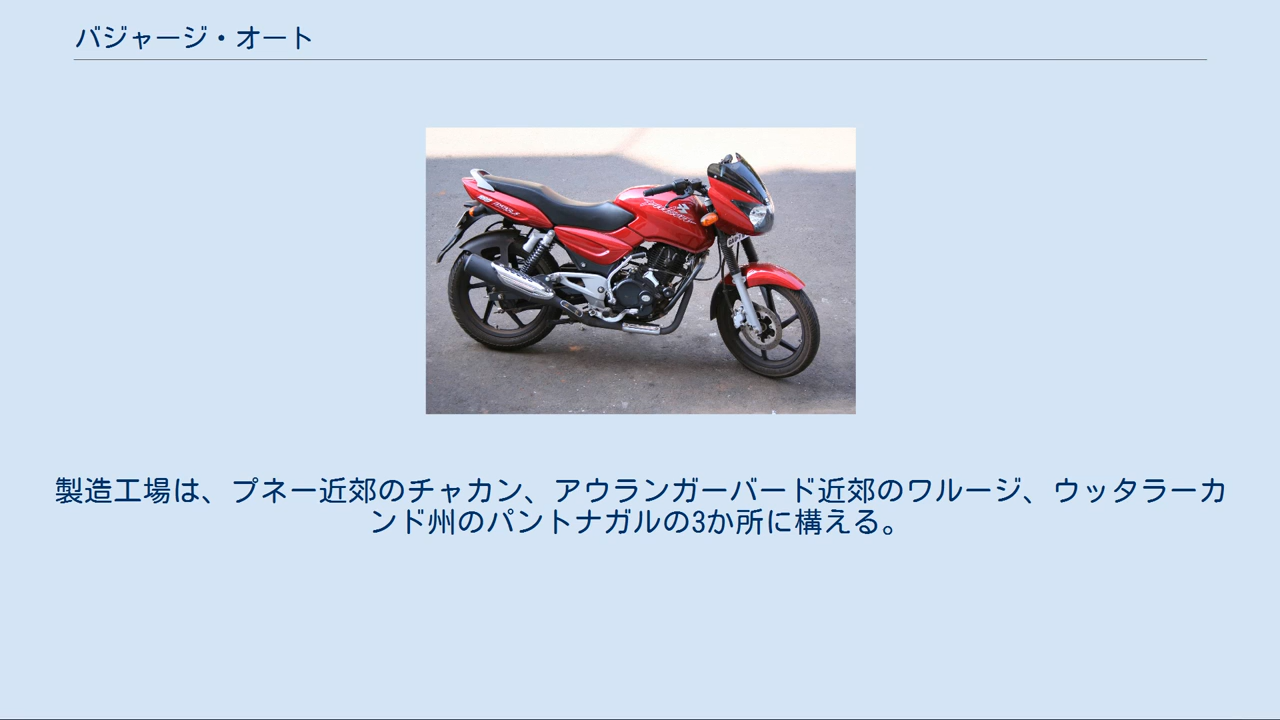 バジャージ・オート
製造工場は、プネー近郊のチャカン、アウランガーバード近郊のワルージ、ウッタラーカ
ンド州のパントナガルの3か所に構える。